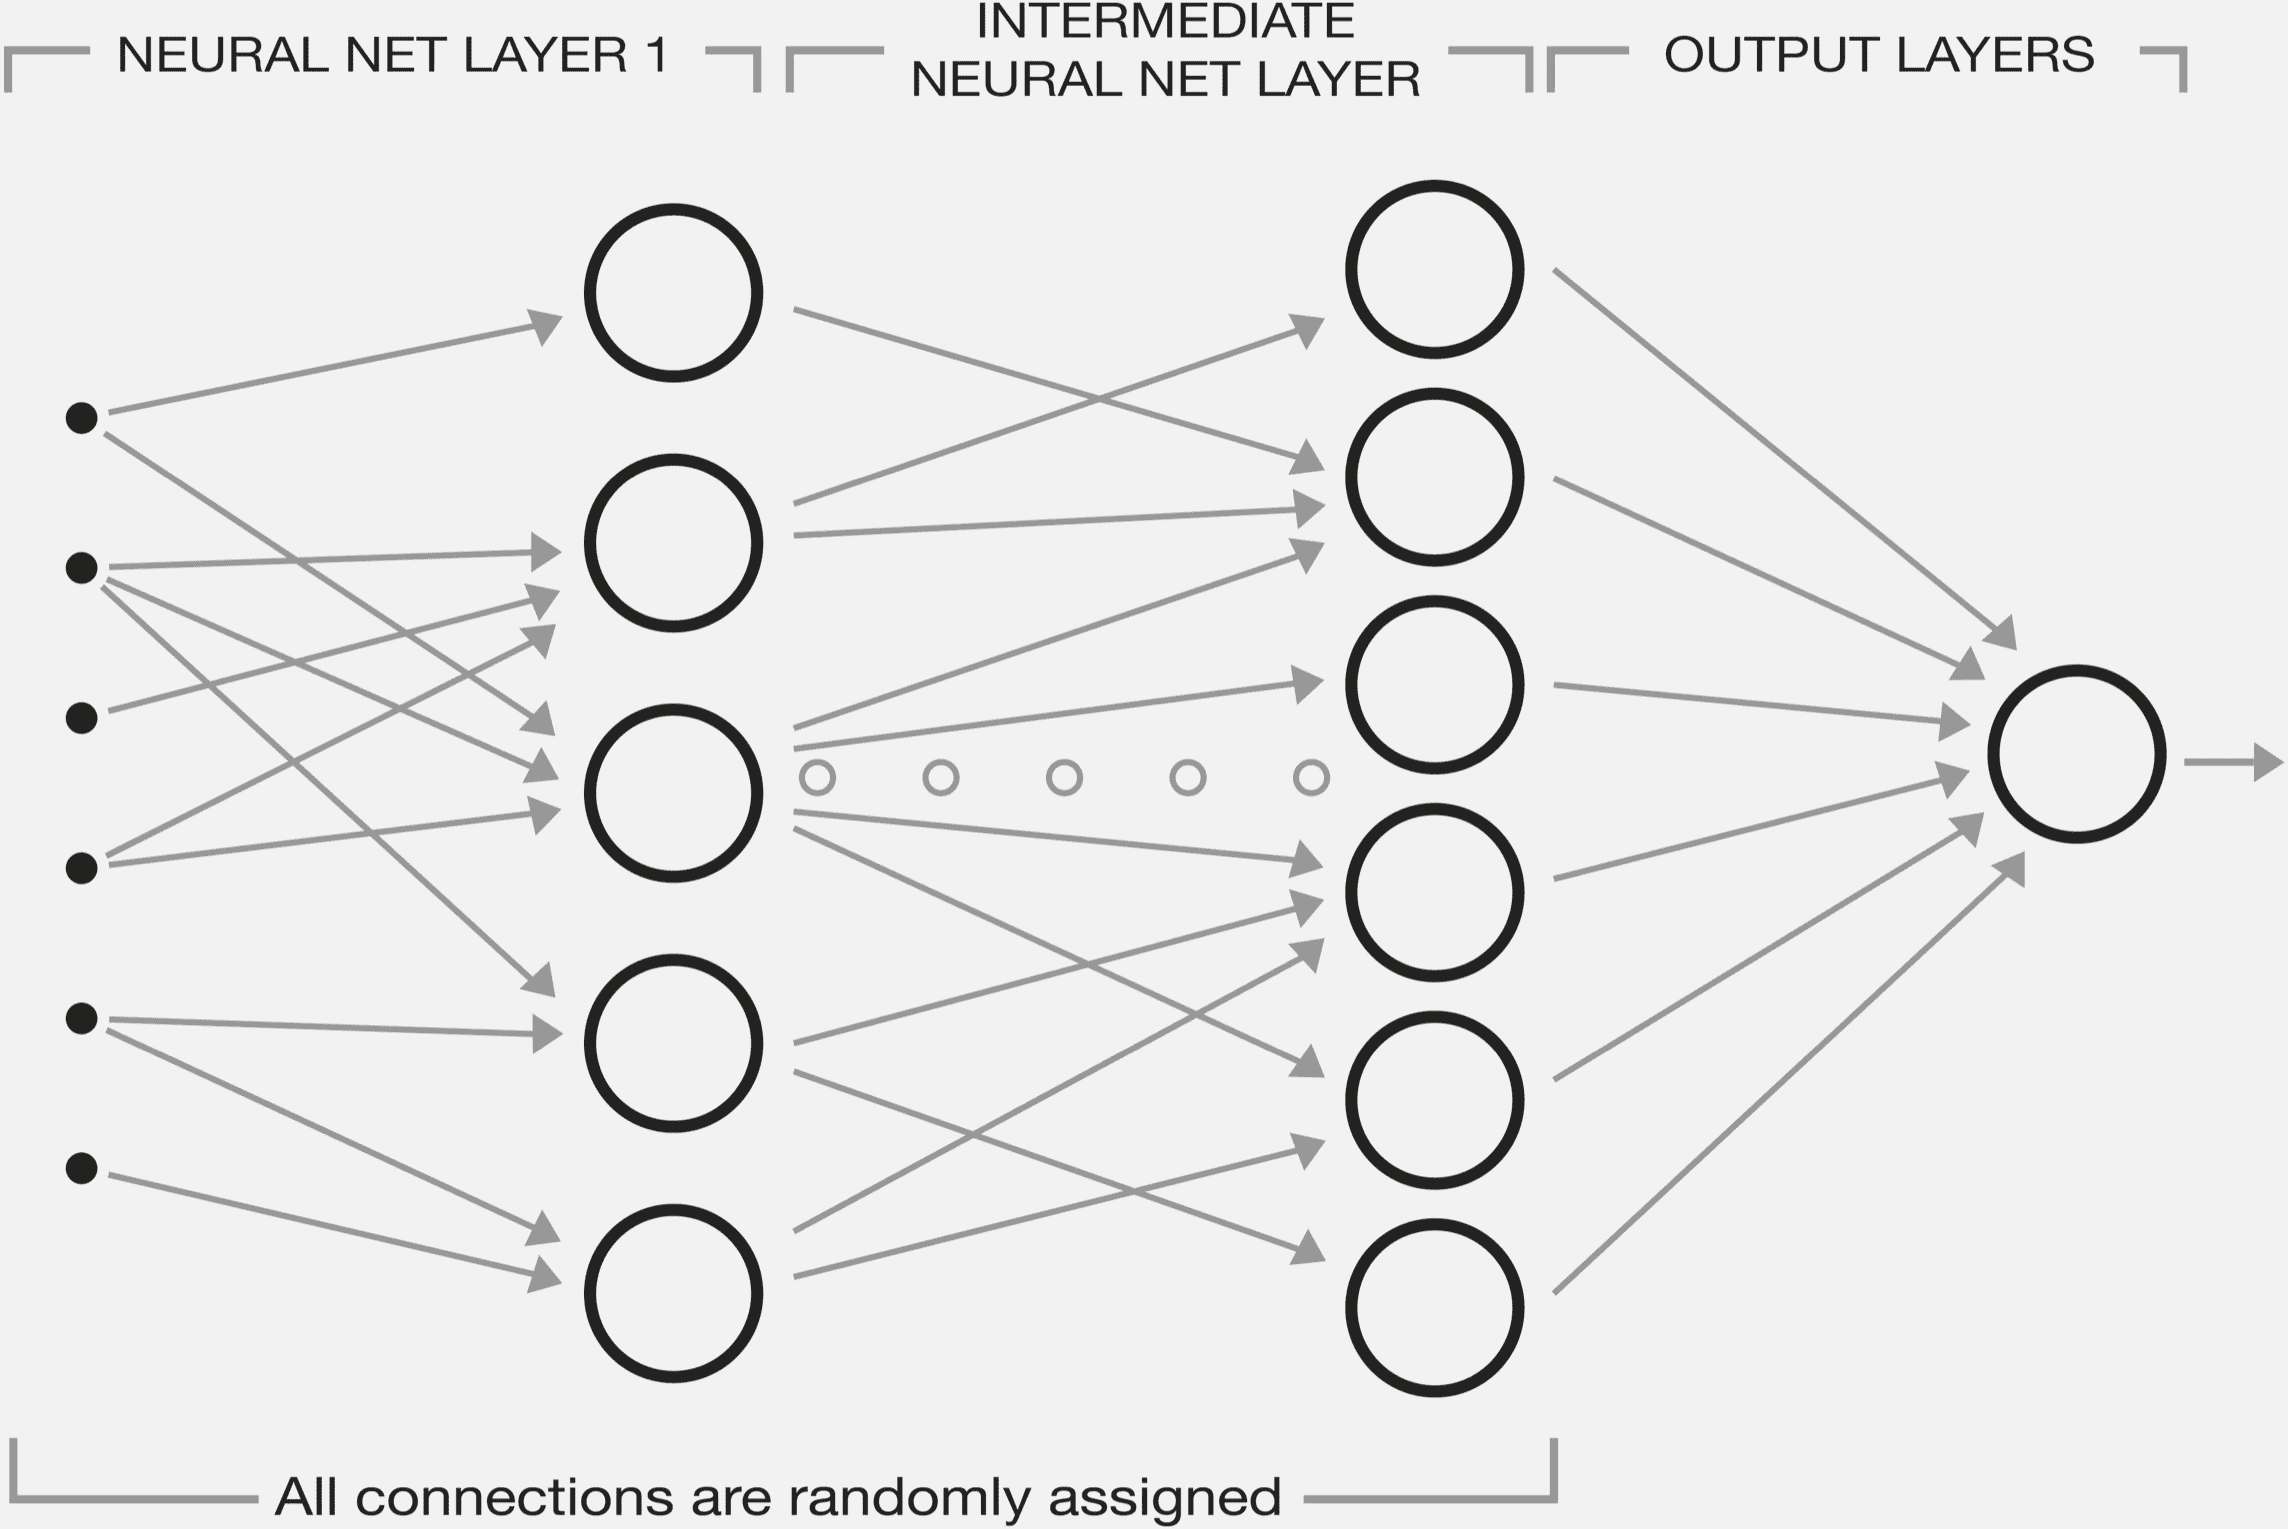 NEURAL NET LAYER 1
INTERMEDIATE
NEURAL NET LAYER
OUTPUT LAYERS
All connections are randomly assigned